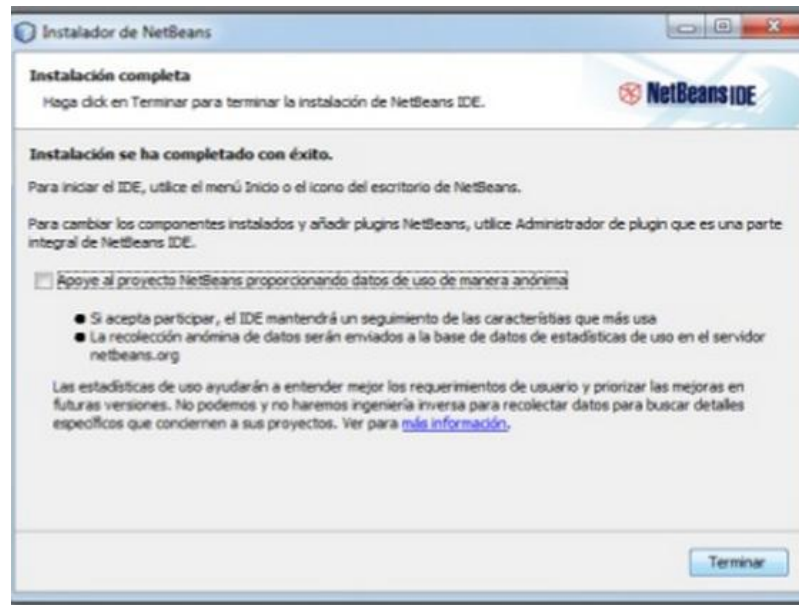 Instalador de NetBeans
Instalación completa
Haga click en Terminar para terminar la instalación de NetBeans IDE.
NetBeans IDE
Instalación se ha completado con éxito.
Para iniciar el IDE, utilice el menú Inicio o el icono del escritorio de NetBeans.
Para cambiar los componentes instalados y añadir plugins NetBeans, utilice Administrador de plugin que es una parte
integral de NetBeans IDE.
Apoye al proyecto NetBeans proporcionando datos de uso de manera anónima
● Si acepta participar, el IDE mantendrá un seguimiento de las caracterís­tias que más usa
● La recolección anómina de datos serán enviados a la base de datos de estadísticas de uso en el servidor
netbeans.org
Las estadísticas de uso ayudarán a entender mejor los requerimientos de usuario y priorizar las mejoras en
futuras versiones. No podemos y no haremos ingeniería inversa para recolectar datos para buscar detalles
específicos que conciernen a sus proyectos. Ver para más información.
Terminar